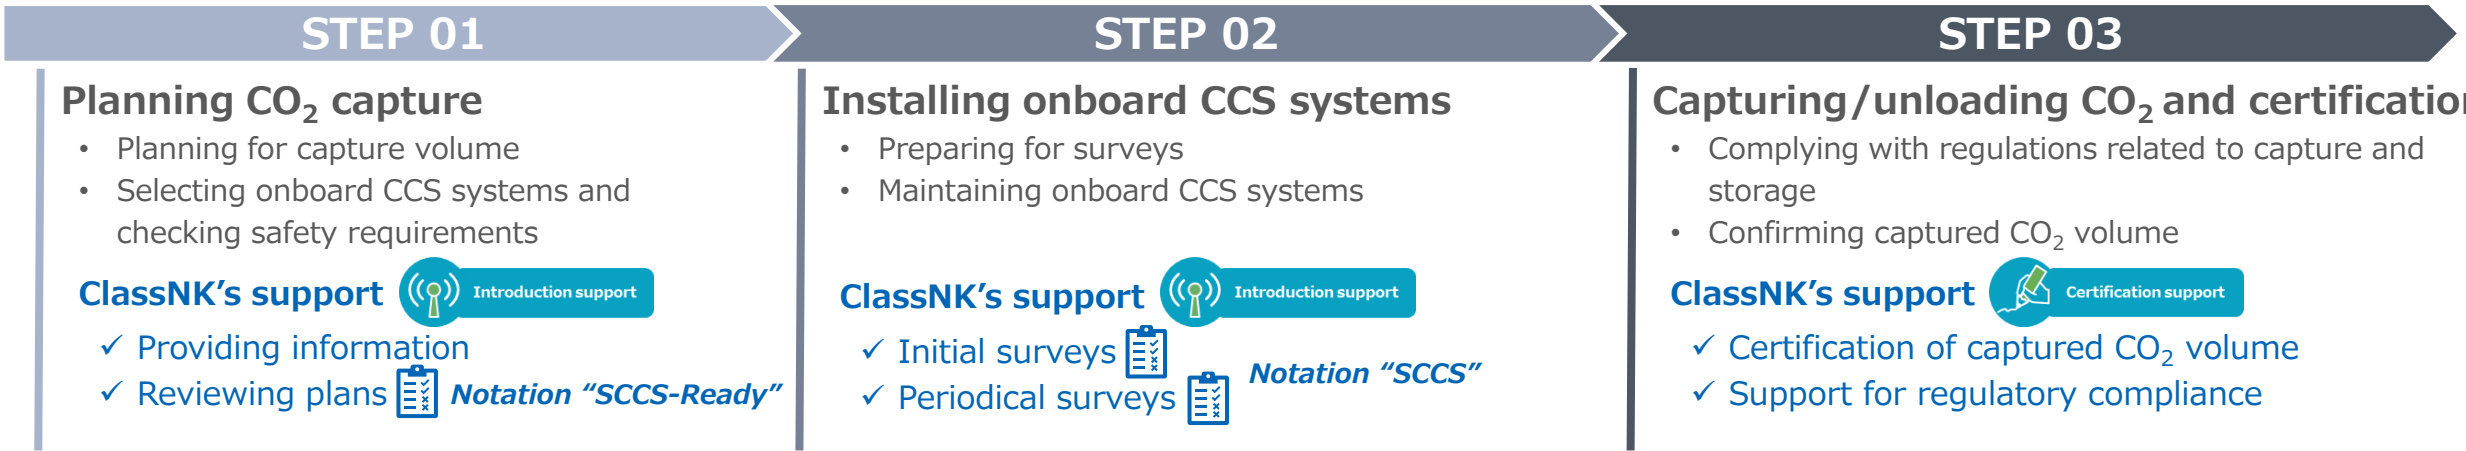 STEP 01
Planning CO₂ capture
• Planning for capture volume
• Selecting onboard CCS systems and
checking safety requirements
ClassNK’s support
Introduction support
✓ Providing information
✓ Reviewing plans
Notation “SCCS-Ready”
STEP 02
Installing onboard CCS systems
• Preparing for surveys
• Maintaining onboard CCS systems
ClassNK’s support
Introduction support
✓ Initial surveys
✓ Periodical surveys
Notation “SCCS”
STEP 03
Capturing/unloading CO₂ and certification
• Complying with regulations related to capture and
storage
• Confirming captured CO₂ volume
ClassNK’s support
Certification support
✓ Certification of captured CO₂ volume
✓ Support for regulatory compliance